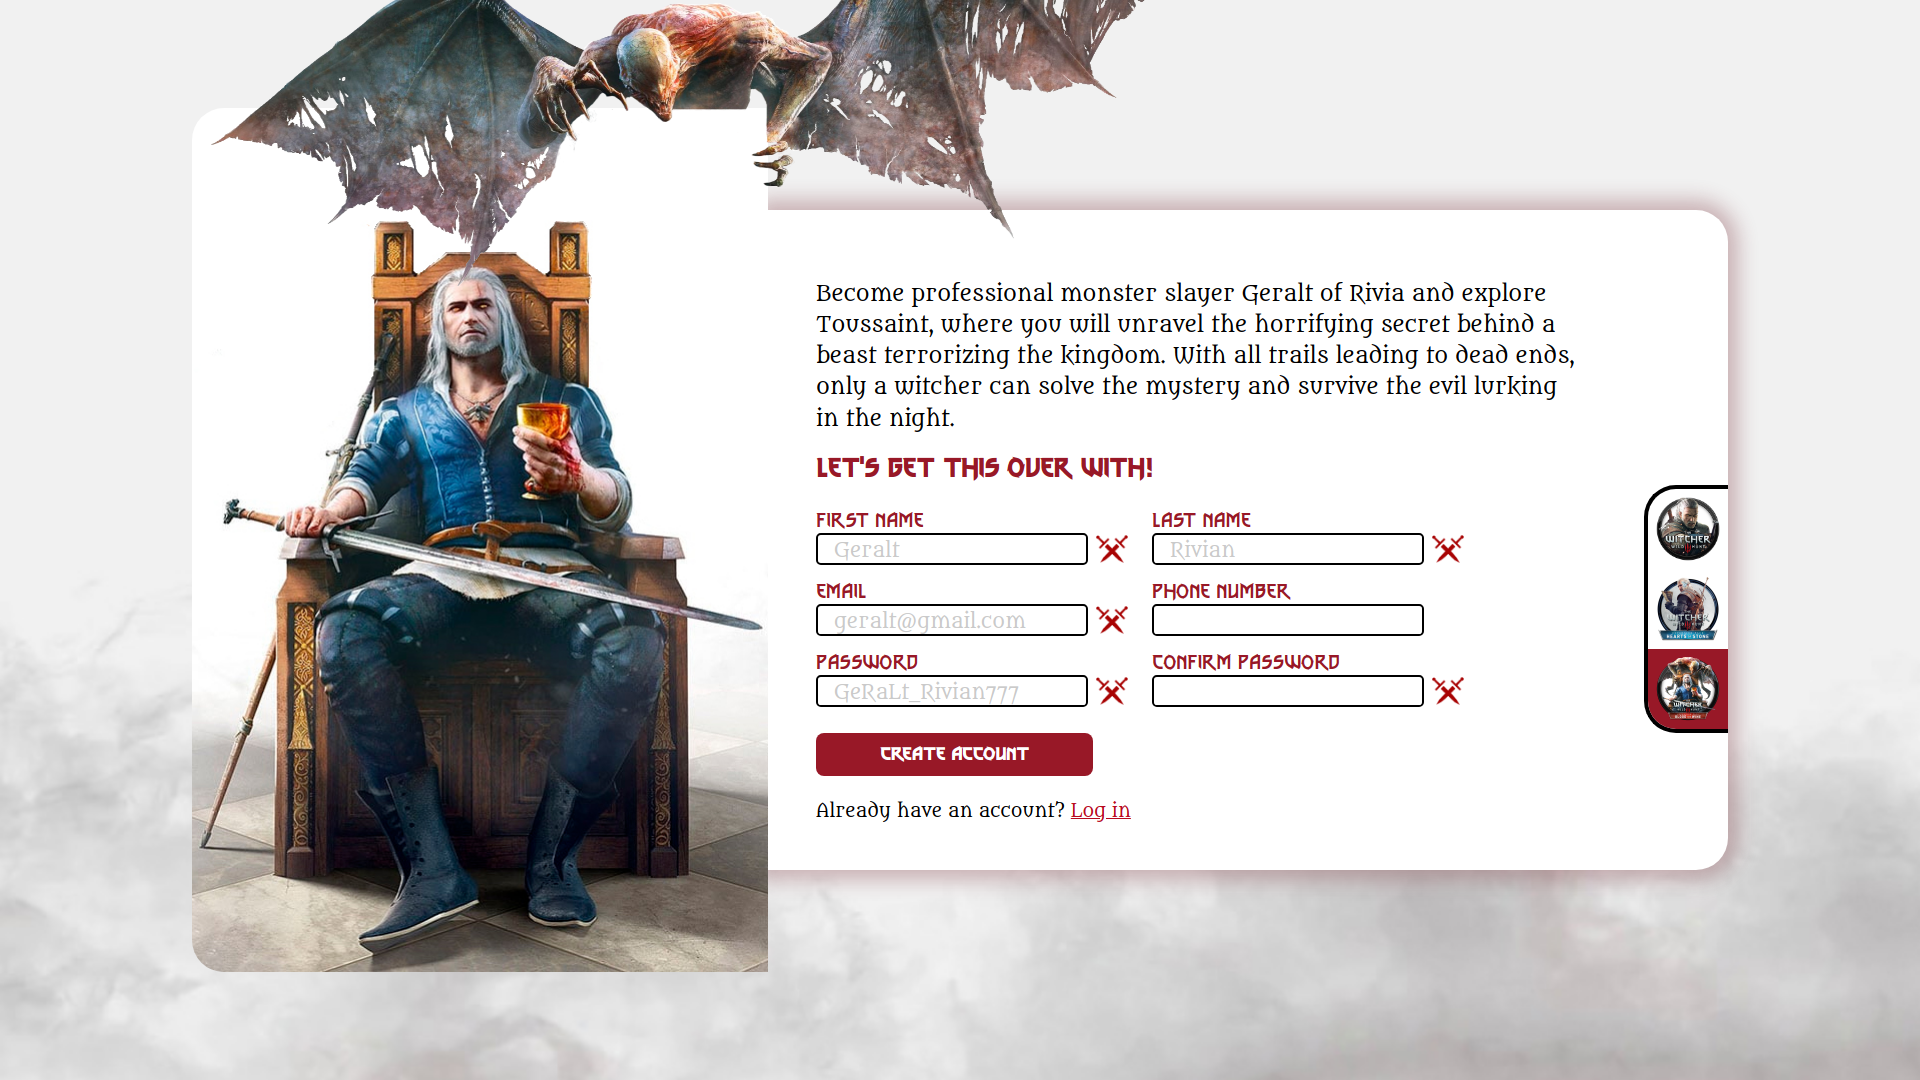 Become professional monster slayer Geralt of Rivia and explore
Toussaint, where you will unravel the horrifying secret behind a
beast terrorizing the kingdom. With all trails leading to dead ends,
only a witcher can solve the mystery and survive the evil lurking
in the night.
LET'S GET THIS OVER WITH!
FIRST NAME
LAST NAME
Geralt
Rivian
EMAIL
PHONE NUMBER
geralt@gmail.com
PASSWORD
CONFIRM PASSWORD
GeRaLt_Rivian777
CREATE ACCOUNT
Already have an account? Log in
WITCHER
WILD HUNT
WITCHER
WILD HUNT
HEARTS OF STONE
WITCHER